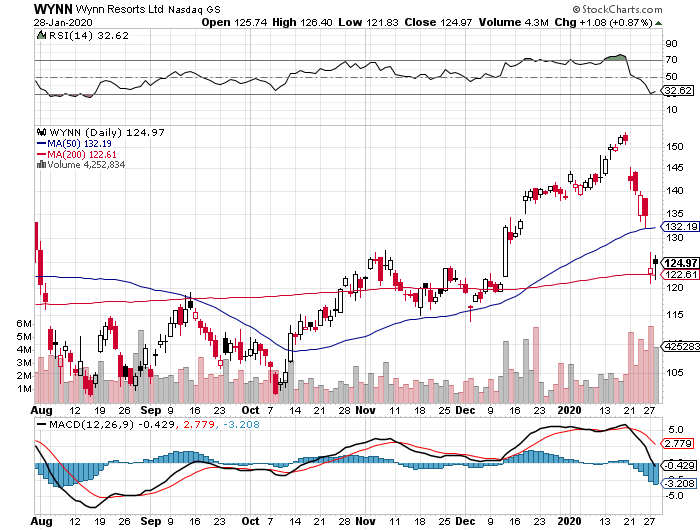 WYNN Wynn Resorts Ltd Nasdaq GS
© StockCharts.com
28-Jan-2020
Open 125.74 High 126.40 Low 121.83 Close 124.97 Volume 4.3M Chg +1.08 (+0.87%)
RSI(14) 32.62
90
70
50
32.62
10
WYNN (Daily) 124.97
MA(50) 132.19
MA(200) 122.61
Volume 4,252,834
150
145
140
135
132.19
130
124.97
122.61
120
115
105
6M
5M
4M
3M
2M
1M
4252834
Aug 12 19 26 Sep 9 16 23 Oct 7 14 21 28 Nov 11 18 25 Dec 9 16 23 2020 13 21 27
MACD(12,26,9) -0.429, 2.779, -3.208
5.0
2.779
-0.429
-3.208
-5.0
Aug 12 19 26 Sep 9 16 23 Oct 7 14 21 28 Nov 11 18 25 Dec 9 16 23 2020 13 21 27